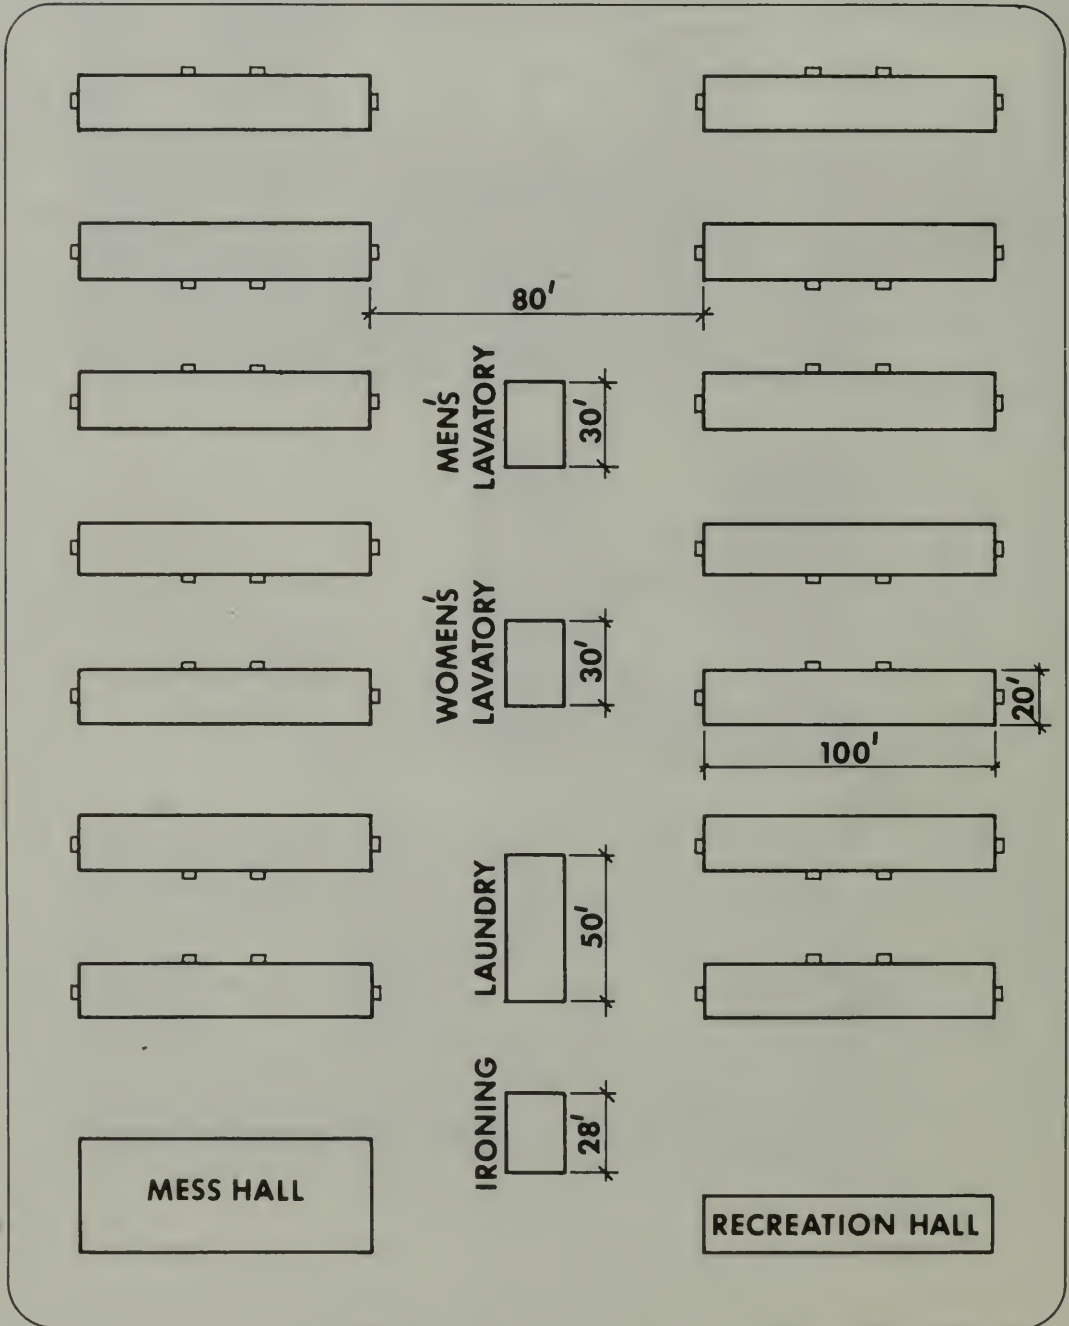 80'
MEN'S
LAVATORY
30'
WOMEN'S
LAVATORY
30'
20'
100'
LAUNDRY
50'
IRONING
28'
MESS HALL
RECREATION HALL